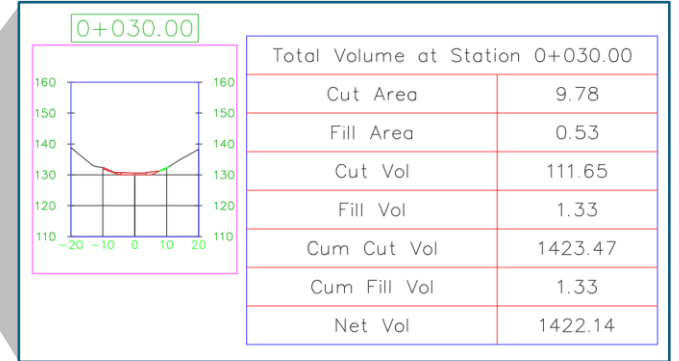 0+030.00
160 160
150 150
140 140
130 130
120 120
110 110
-20 -10 0 10 20
Total Volume at Station 0+030.00
Cut Area 9.78
Fill Area 0.53
Cut Vol 111.65
Fill Vol 1.33
Cum Cut Vol 1423.47
Cum Fill Vol 1.33
Net Vol 1422.14